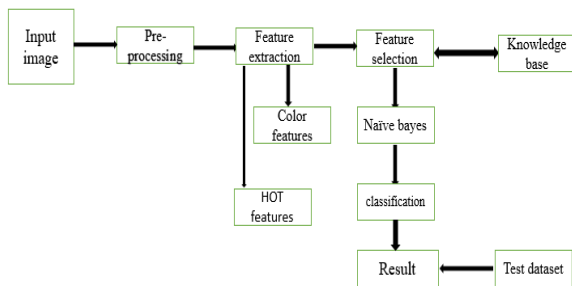 Input
image
Pre-
processing
Feature
extraction
Feature
selection
Knowledge
base
Color
features
Naïve bayes
HOT
features
classification
Result
Test dataset